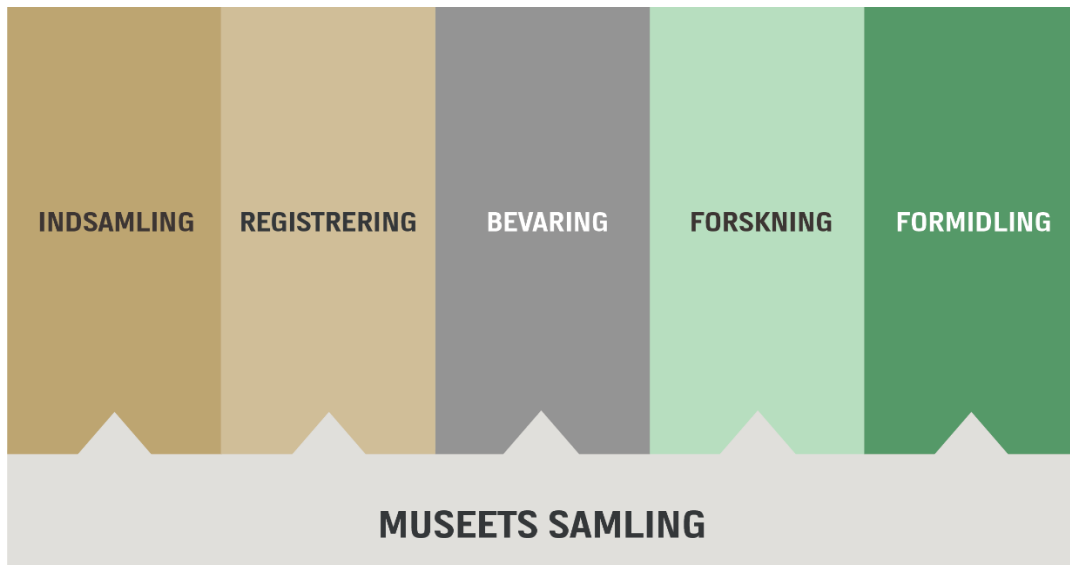 INDSAMLING
REGISTRERING
BEVARING
FORSKNING
FORMIDLING
MUSEETS SAMLING